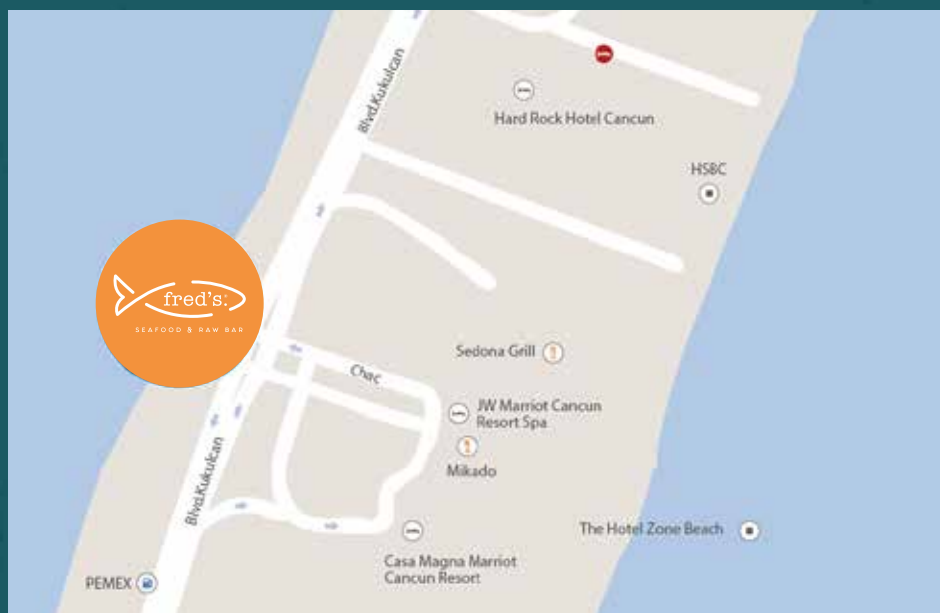 Blvd.Kukulcan
Hard Rock Hotel Cancun
HSBC
fred's:
SEAFOOD & RAW BAR
Sedona Grill
Chac
JW Marriot Cancun
Resort Spa
Mikado
Blvd.Kukulcan
The Hotel Zone Beach
Casa Magna Marriot
Cancun Resort
PEMEX